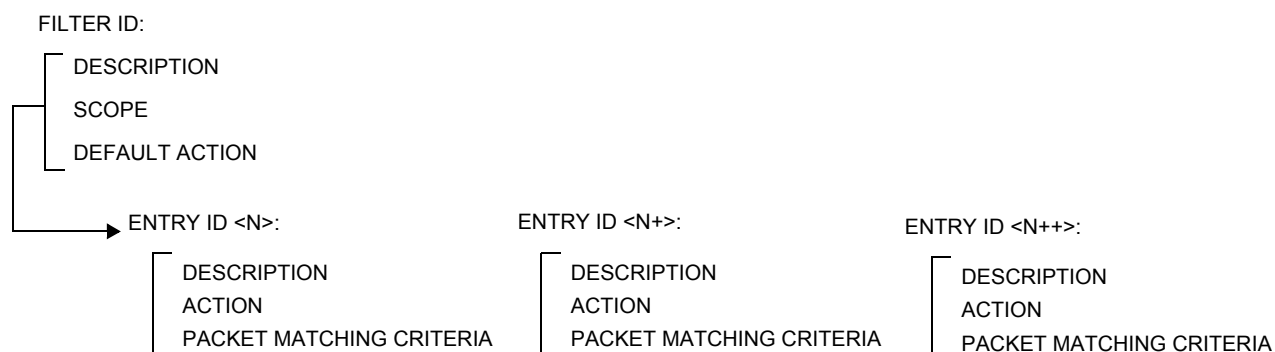 FILTER ID:
DESCRIPTION
SCOPE
DEFAULT ACTION
ENTRY ID <N>:
DESCRIPTION
ACTION
PACKET MATCHING CRITERIA
ENTRY ID <N+>:
DESCRIPTION
ACTION
PACKET MATCHING CRITERIA
ENTRY ID <N++>:
DESCRIPTION
ACTION
PACKET MATCHING CRITERIA